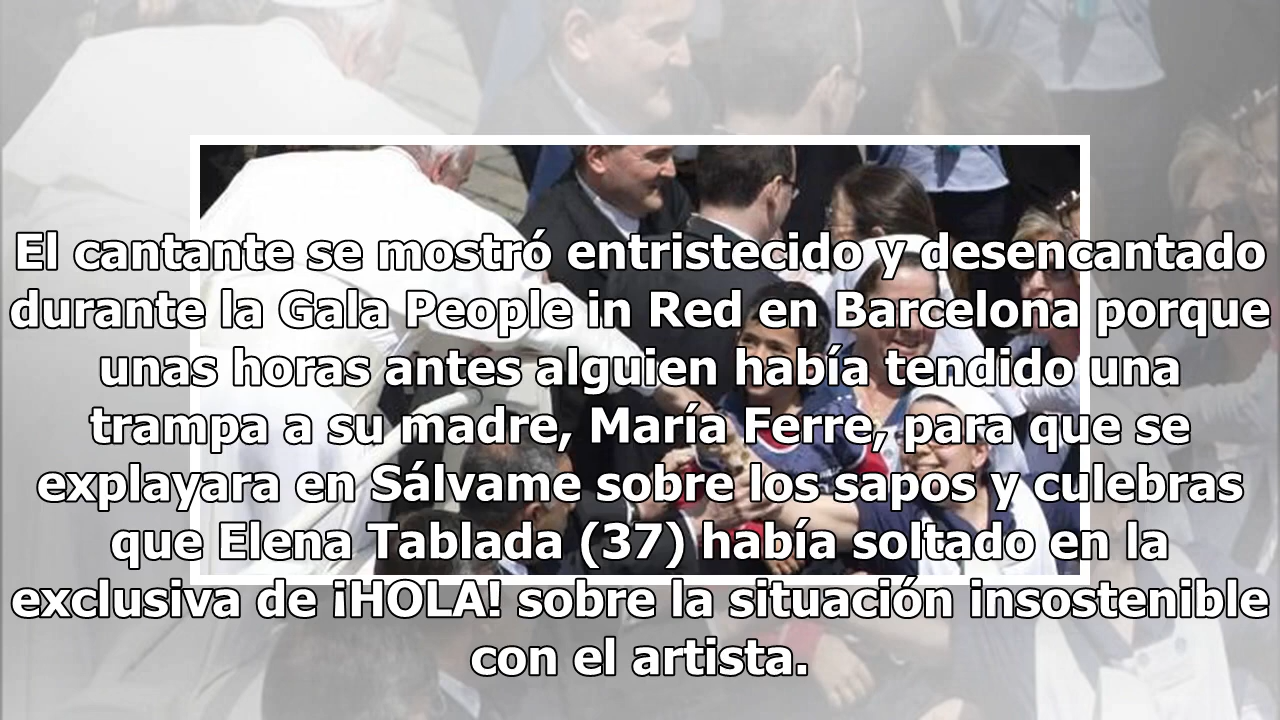 El cantante se mostró entristecido y desencantado
durante la Gala People in Red en Barcelona porque
unas horas antes alguien había tendido una
trampa a su madre, María Ferre, para que se
explayara en Sálvame sobre los sapos y culebras
que Elena Tablada (37) había soltado en la
exclusiva de ¡HOLA! sobre la situación insostenible
con el artista.